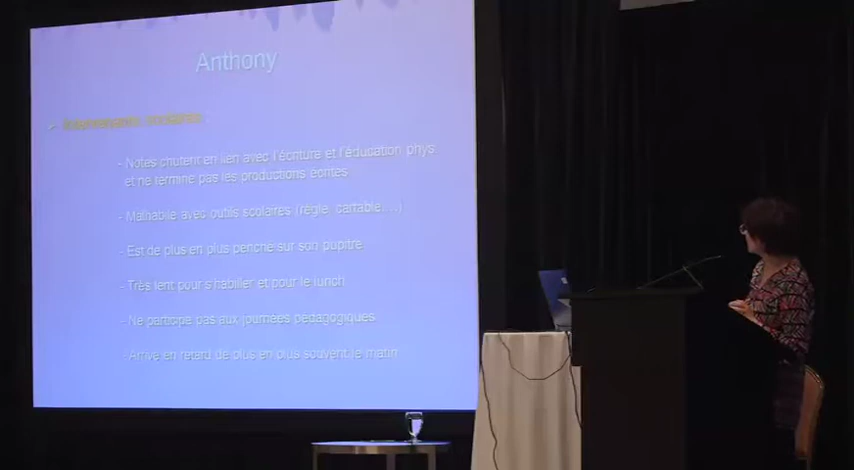 Anthony
- Notes chutent en lien avec l'écriture et l'éducation phys.
et ne termine pas les productions écrites
- Malhabile avec outils scolaires (règle, cartable,…)
- Est de plus en plus penché sur son pupitre
- Très lent pour s'habiller et pour le lunch
- Ne participe pas aux journées pédagogiques
- Arrive en retard de plus en plus souvent le matin